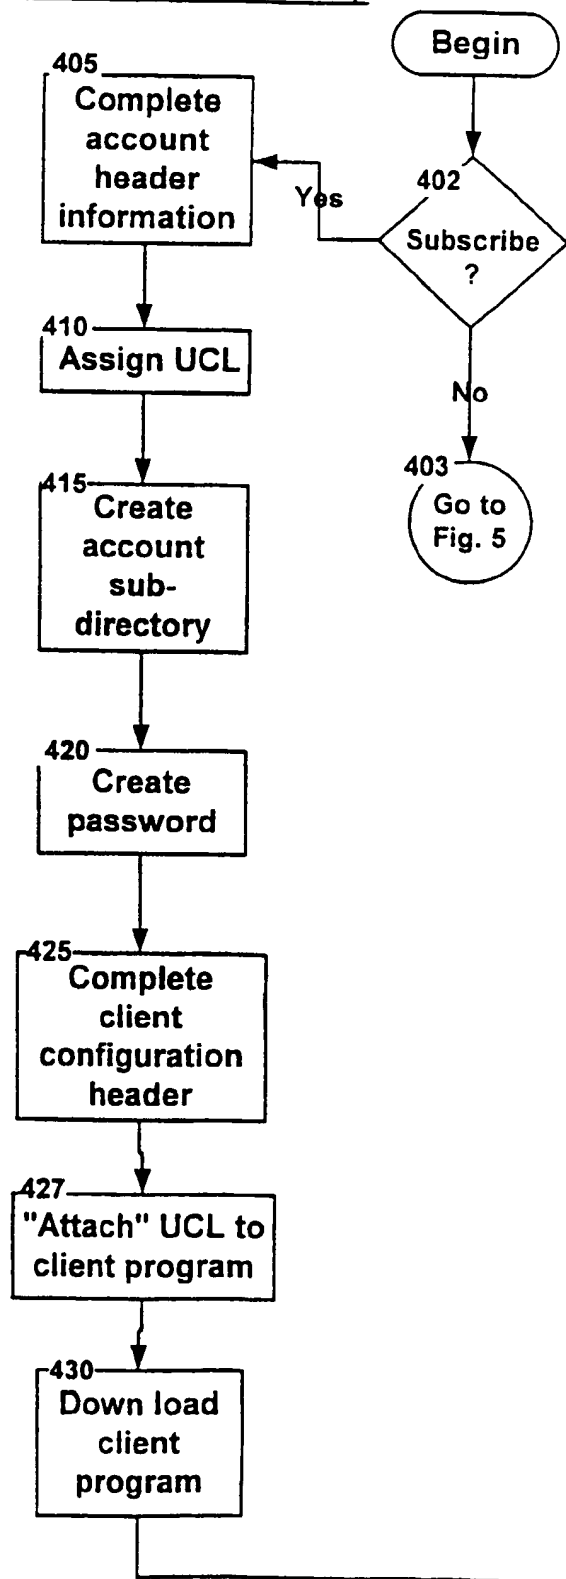 Begin
402
Subscribe
?
Yes
No
403
Go to
Fig. 5
405
Complete
account
header
information
410
Assign UCL
415
Create
account
sub-
directory
420
Create
password
425
Complete
client
configuration
header
427
"Attach" UCL to
client program
430
Down load
client
program